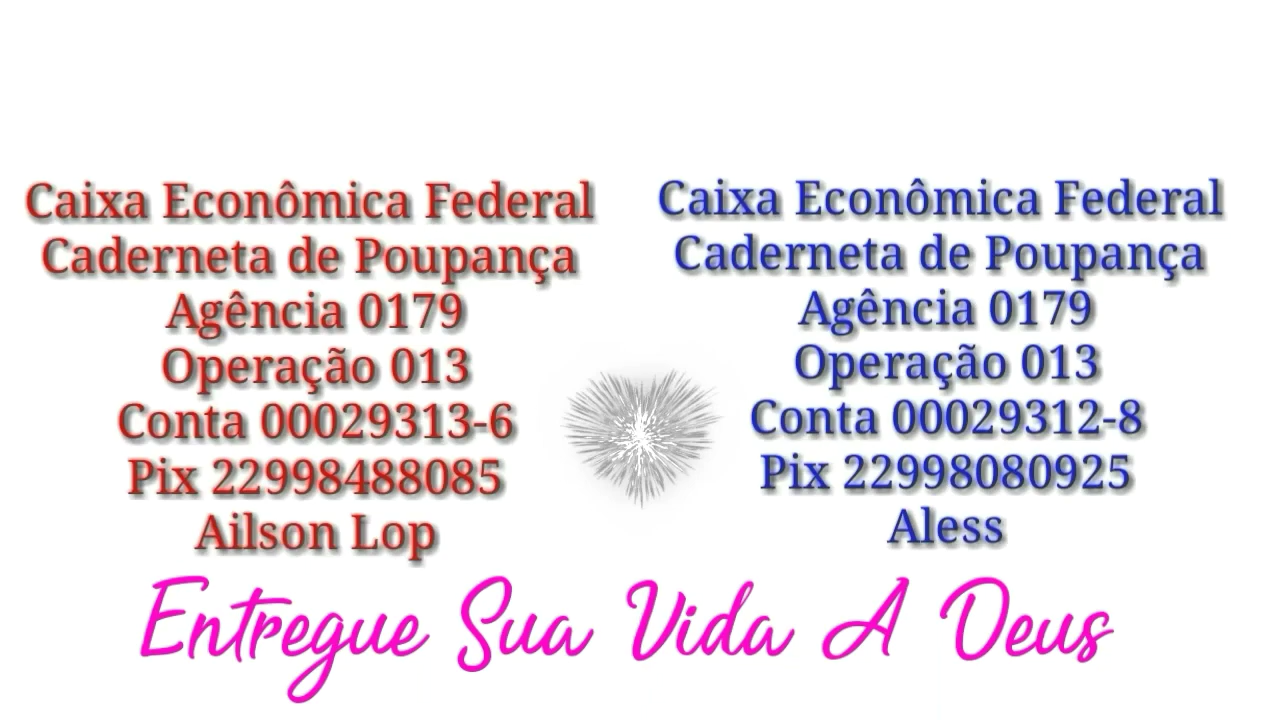 Caixa Econômica Federal
Caderneta de Poupança
Agência 0179
Operação 013
Conta 00029313-6
Pix 22998488085
Ailson Lop
Caixa Econômica Federal
Caderneta de Poupança
Agência 0179
Operação 013
Conta 00029312-8
Pix 22998080925
Aless
Entregue Sua Vida A Deus